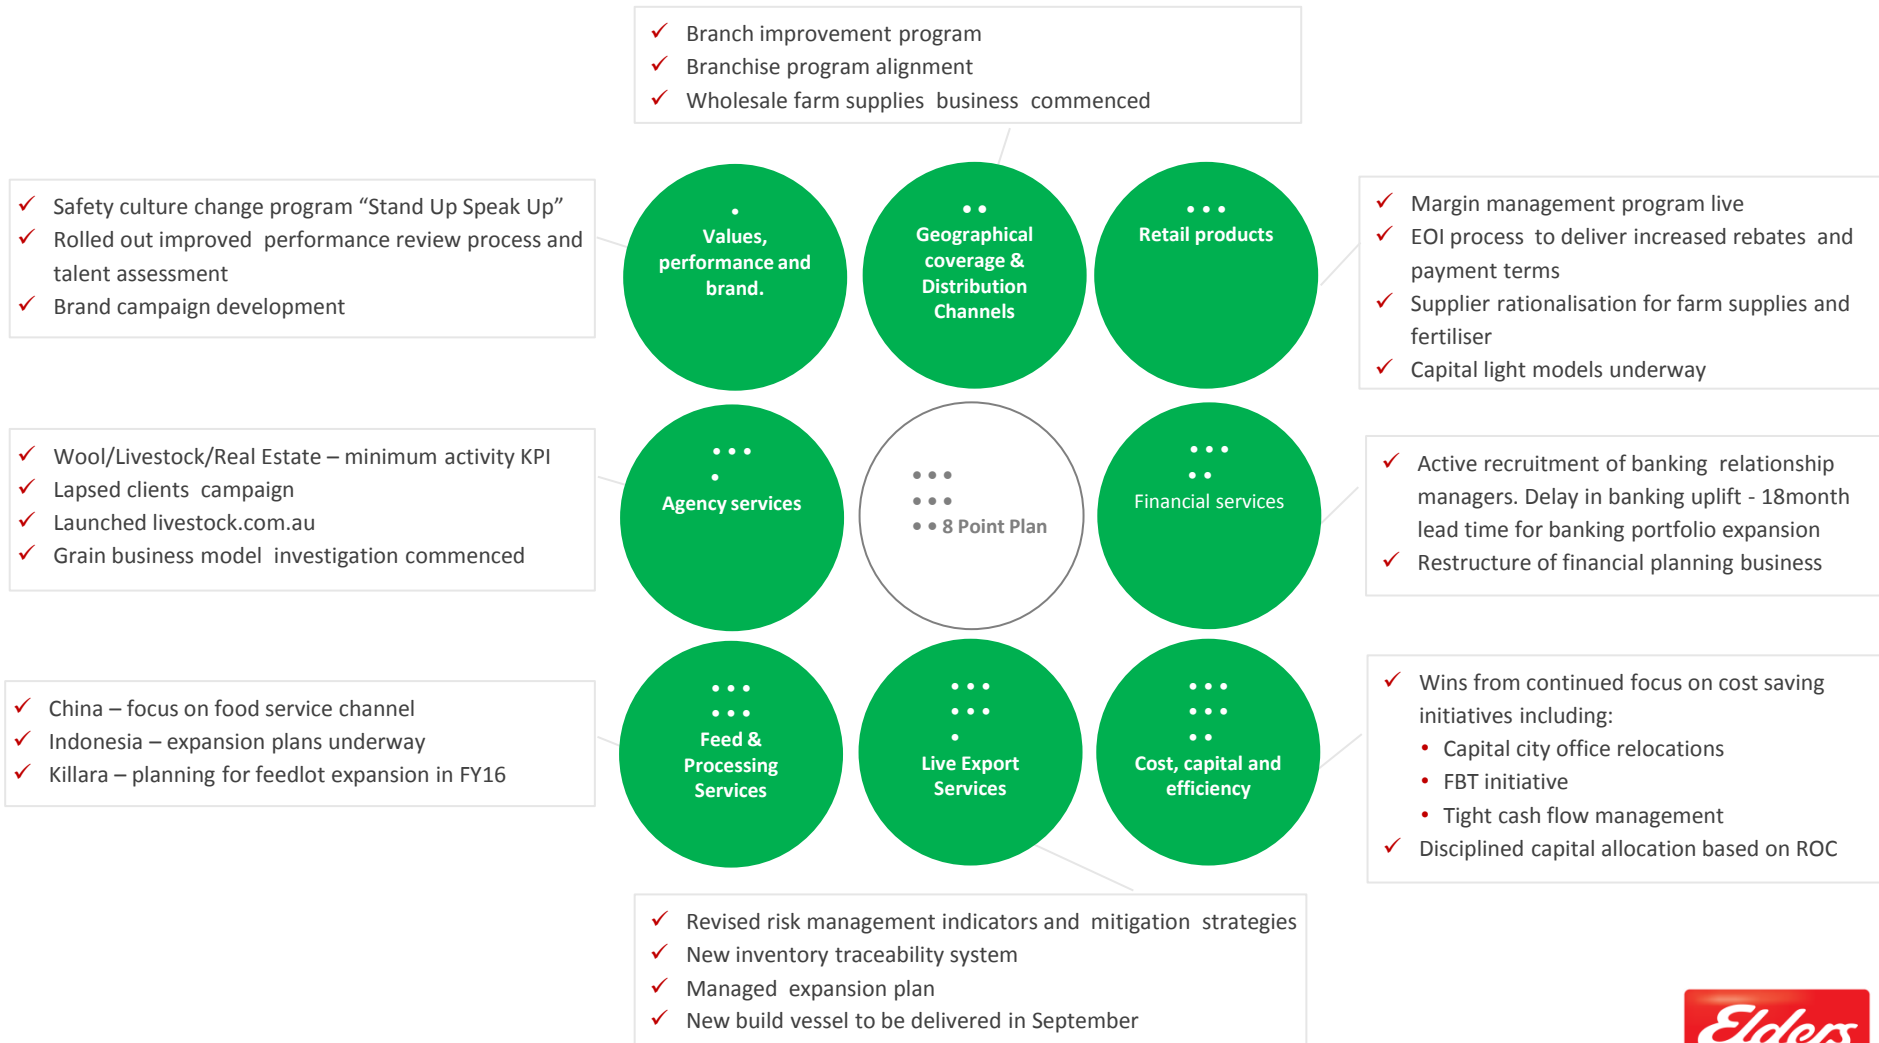 ✓ Branch improvement program
✓ Branchise program alignment
✓ Wholesale farm supplies business commenced
✓ Safety culture change program “Stand Up Speak Up”
✓ Rolled out improved performance review process and
talent assessment
✓ Brand campaign development
•
Values,
performance and
brand.
• •
Geographical
coverage &
Distribution
Channels
• • •
Retail products
✓ Margin management program live
✓ EOI process to deliver increased rebates and
payment terms
✓ Supplier rationalisation for farm supplies and
fertiliser
✓ Capital light models underway
✓ Wool/Livestock/Real Estate – minimum activity KPI
✓ Lapsed clients campaign
✓ Launched livestock.com.au
✓ Grain business model investigation commenced
• • •
•
Agency services
• • •
• • •
• • 8 Point Plan
• • •
• •
Financial services
✓ Active recruitment of banking relationship
managers. Delay in banking uplift - 18month
lead time for banking portfolio expansion
✓ Restructure of financial planning business
✓ China – focus on food service channel
✓ Indonesia – expansion plans underway
✓ Killara – planning for feedlot expansion in FY16
• • •
• • •
Feed &
Processing
Services
• • •
• • •
•
Live Export
Services
• • •
• • •
• •
Cost, capital and
efficiency
✓ Wins from continued focus on cost saving
initiatives including:
• Capital city office relocations
• FBT initiative
• Tight cash flow management
✓ Disciplined capital allocation based on ROC
✓ Revised risk management indicators and mitigation strategies
✓ New inventory traceability system
✓ Managed expansion plan
✓ New build vessel to be delivered in September
Elders